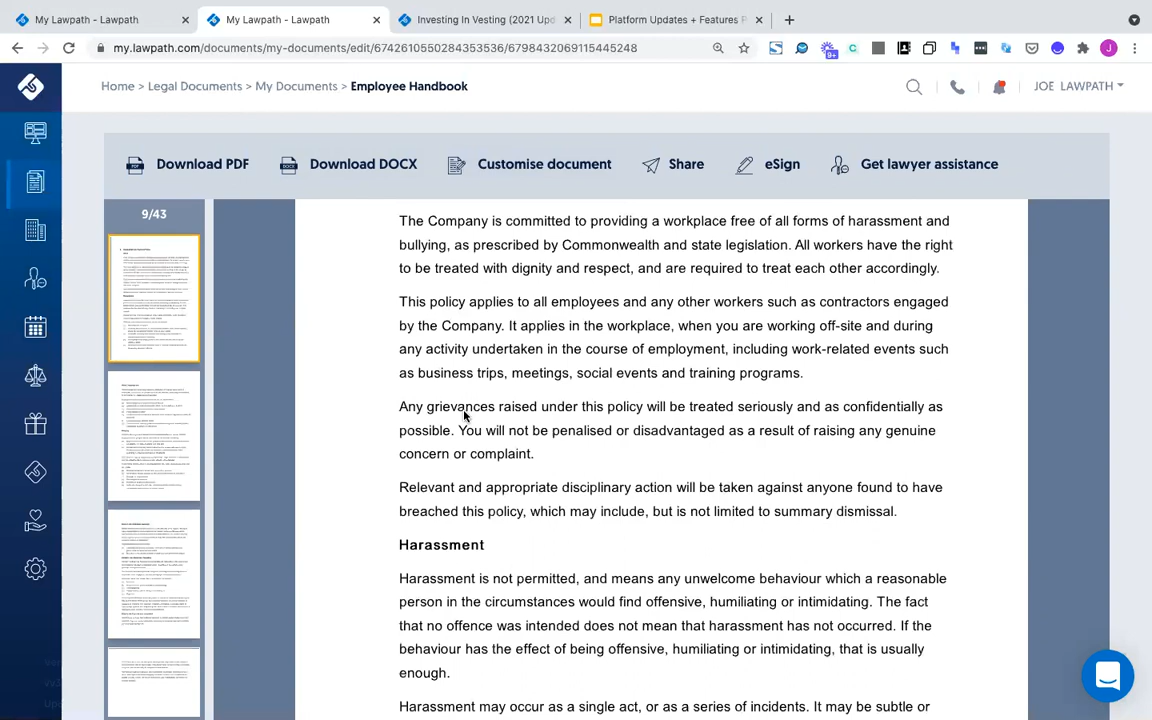 My Lawpath - Lawpath
My Lawpath - Lawpath
Investing In Vesting (2021 Upd
Platform Updates + Features P
my.lawpath.com/documents/my-documents/edit/6742610550284353536/6798432069115445248
9+
J
Home > Legal Documents > My Documents > Employee Handbook
JOE LAWPATH
Download PDF
Download DOCX
Customise document
Share
eSign
Get lawyer assistance
9/43
The Company is committed to providing a workplace free of all forms of harassment and
bullying, as prescribed by Commonwealth and state legislation. All workers have the right
to be treated with dignity and respect, and are required to treat each other accordingly.
This policy applies to all employees and any other workers such as contractors engaged
by the Company. It applies in the workplace, when you are working off-site and during
any activity undertaken in the course of employment, including work-related events such
as business trips, meetings, social events and training programs.
Any grievances raised under this policy will be treated seriously and as confidentially as
possible. You will not be penalised or disadvantaged as a result of raising any genuine
concern or complaint.
Relevant and appropriate disciplinary action will be taken against anyone found to have
breached this policy, which may include, but is not limited to summary dismissal.
Harassment
Harassment is not permitted, and means any unwelcome behaviour which a reasonable
person in the circumstances would find offensive, humiliating or intimidating. The fact
that no offence was intended does not mean that harassment has not occurred. If the
behaviour has the effect of being offensive, humiliating or intimidating, that is usually
enough.
Harassment may occur as a single act, or as a series of incidents. It may be subtle or